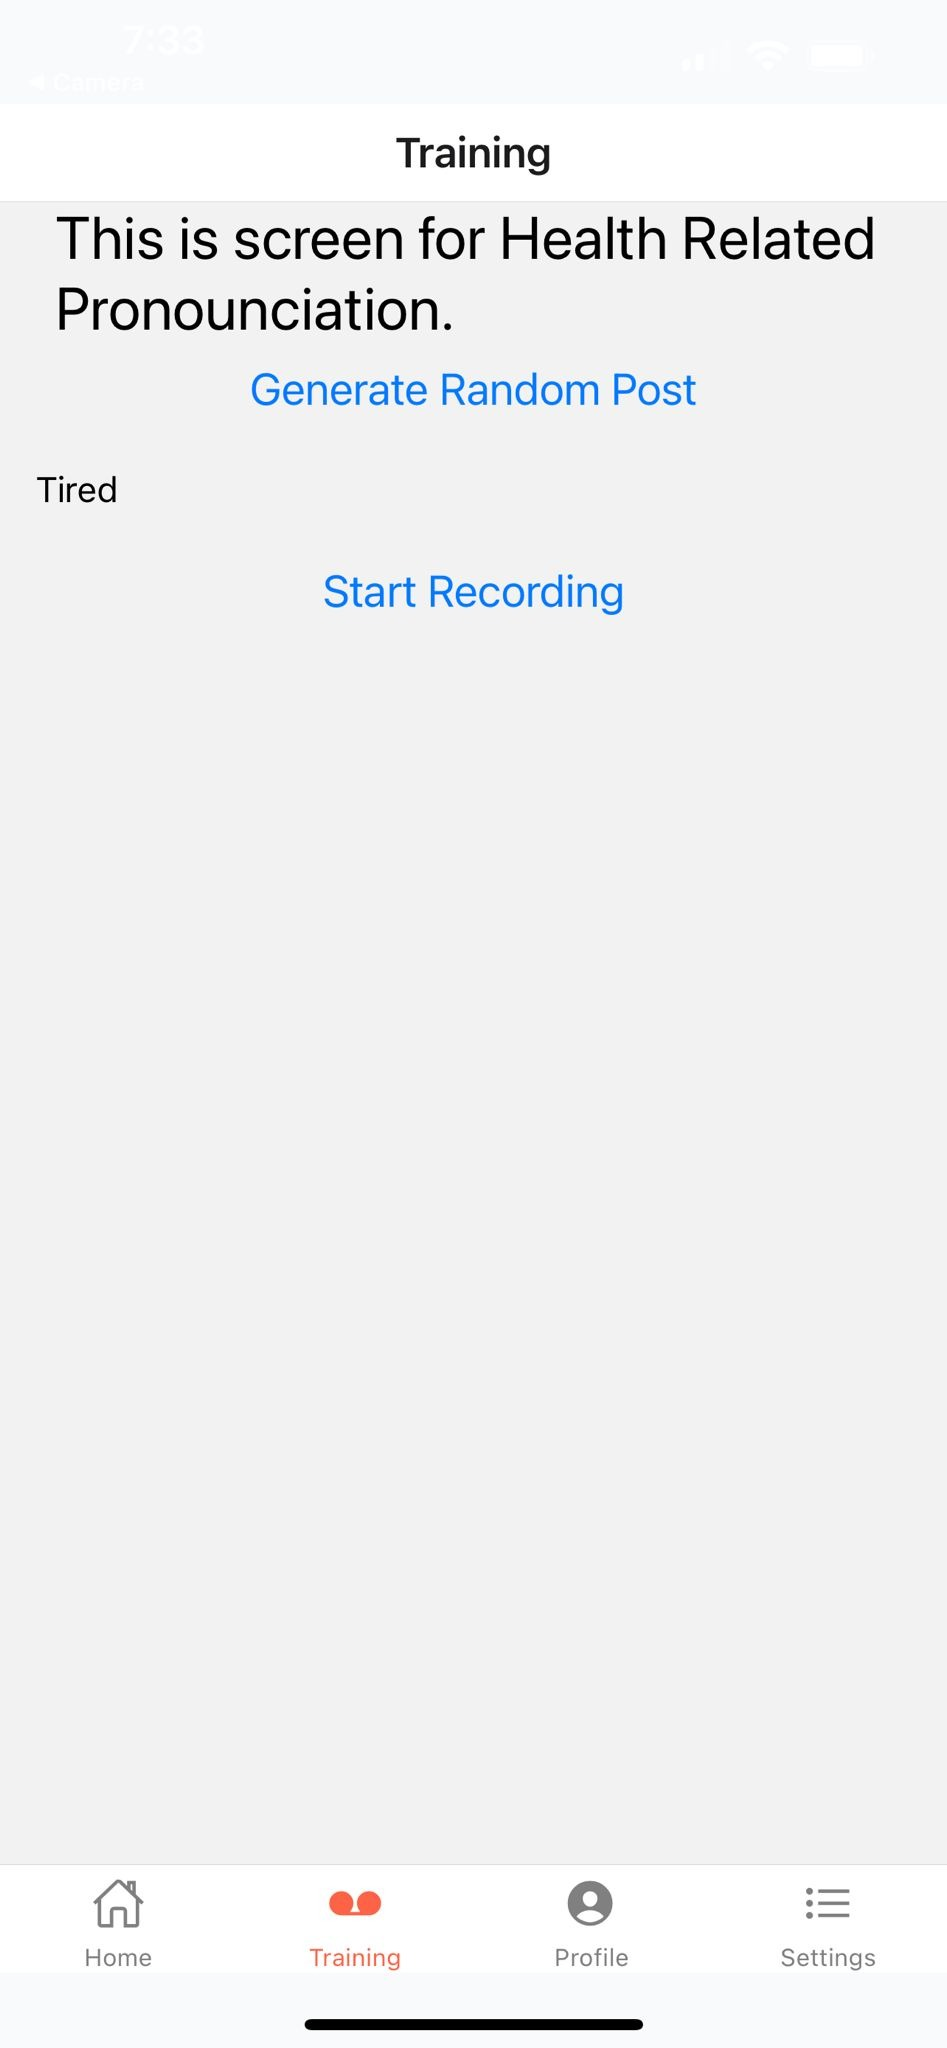 7:33
Camera
Training
This is screen for Health Related
Pronounciation.
Generate Random Post
Tired
Start Recording
Home
Training
Profile
Settings